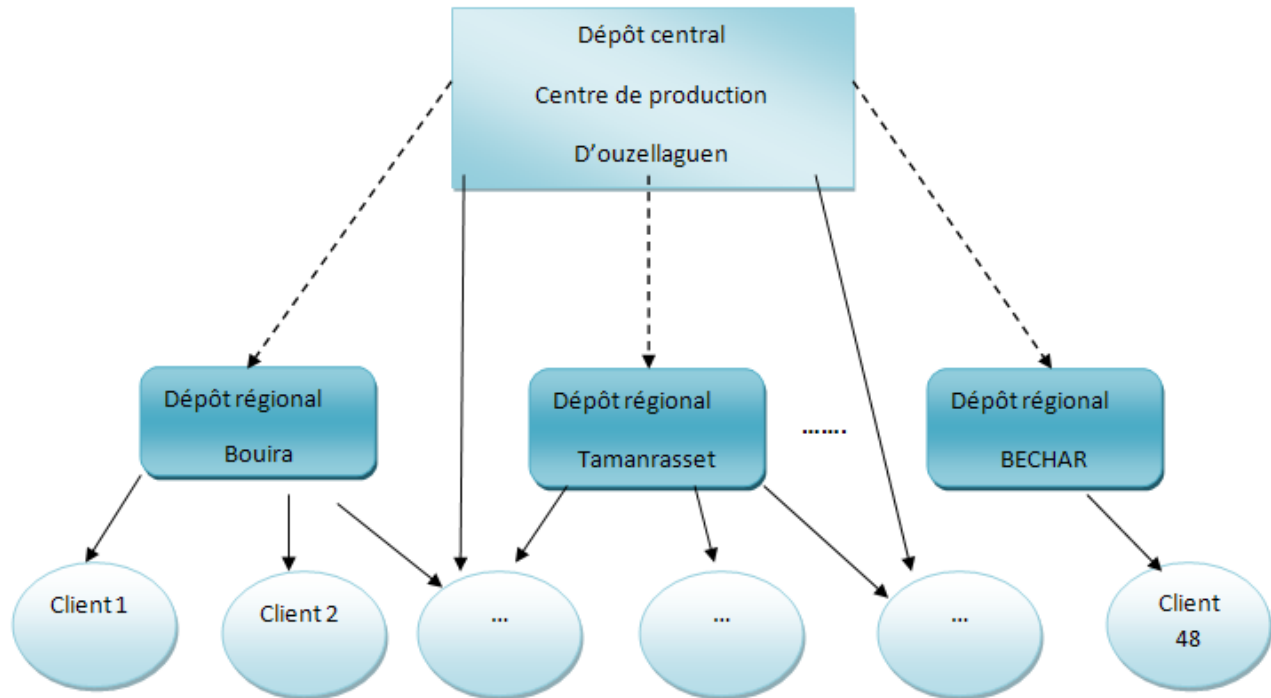 Dépôt central
Centre de production
D'ouzellaguen
Dépôt régional
Bouira
Dépôt régional
Tamanrasset
.......
Dépôt régional
BECHAR
Client 1
Client 2
...
...
...
Client
48